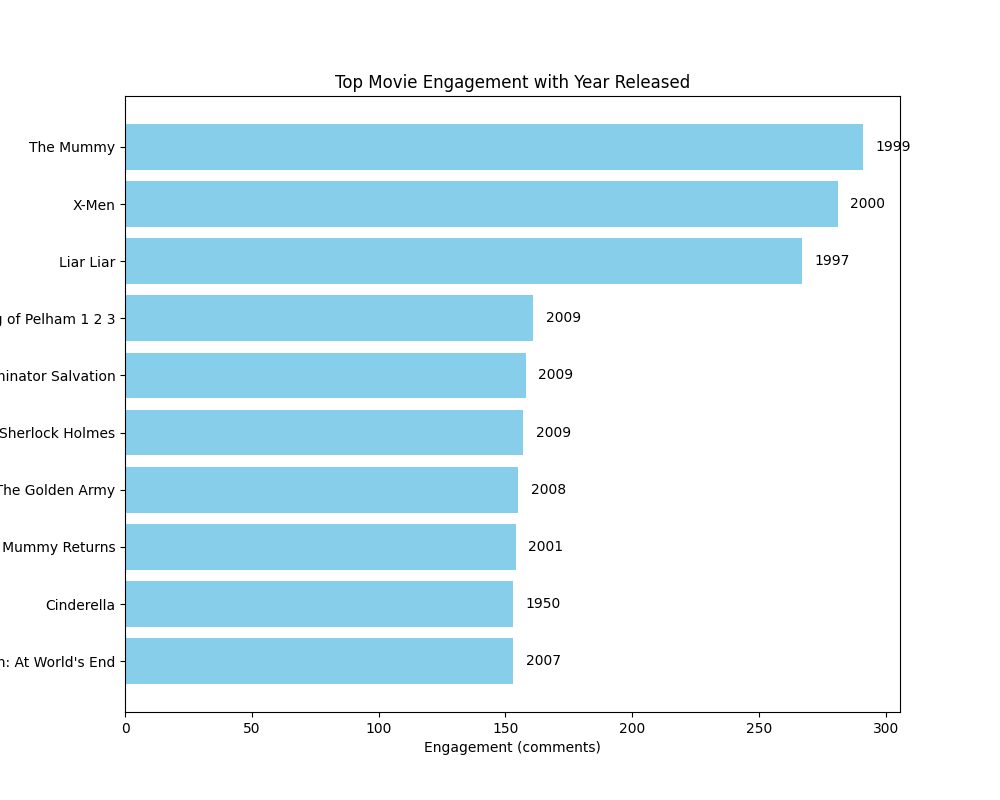 Top Movie Engagement with Year Released
The Mummy 1999
X-Men 2000
Liar Liar 1997
of Pelham 1 2 3 2009
Salvation 2009
Sherlock Holmes 2009
The Golden Army 2008
Mummy Returns 2001
Cinderella 1950
At World's End 2007
0 50 100 150 200 250 300
Engagement (comments)